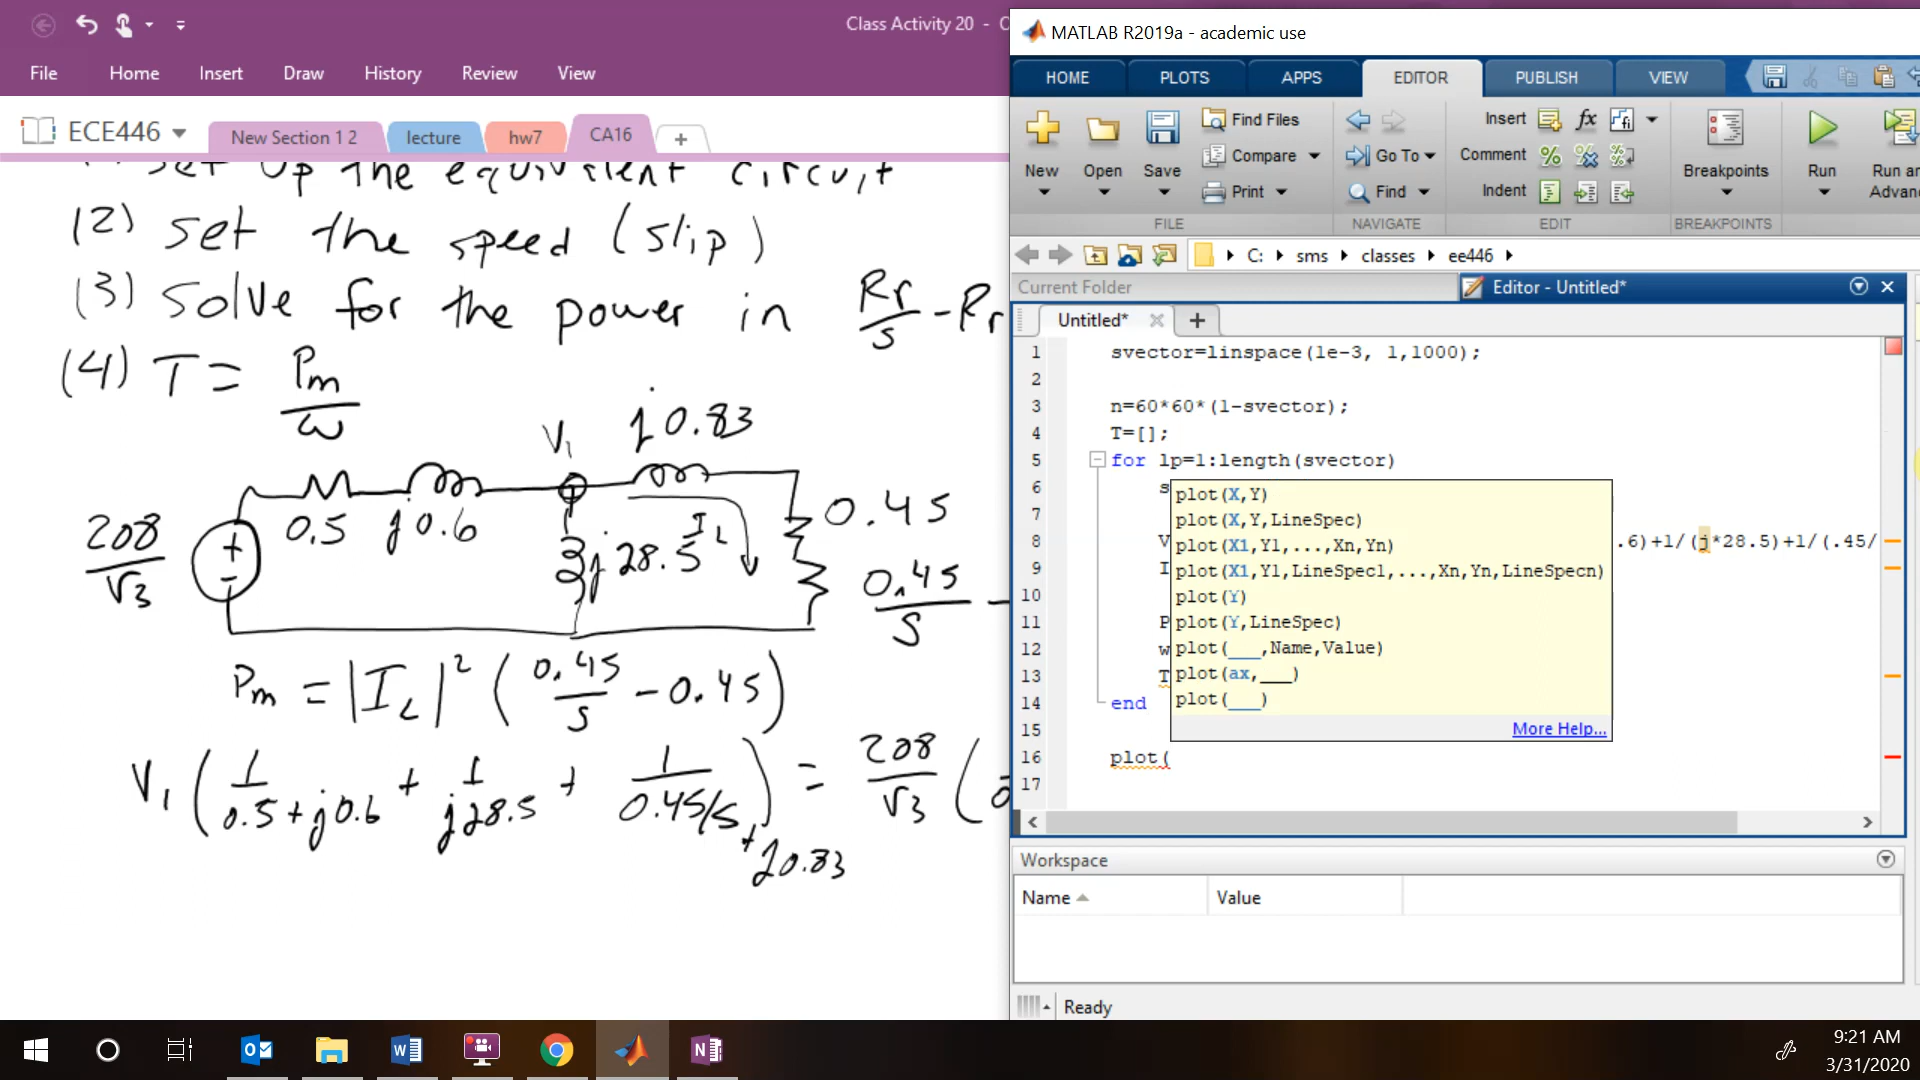 Class Activity 20 - O
File Home Insert Draw History Review View
ECE446 New Section 1 2 lecture hw7 CA16 +
set up the equivalent circuit
(2) set the speed (slip)
(3) Solve for the power in Rr/s - Rr
(4) T = Pm/ω
V1 j0.83
208/√3 + - 0.5 j0.6 j28.5 IL 0.45
0.45/s -
Pm = |IL|² (0.45/s - 0.45)
V1 (1/(0.5+j0.6) + 1/(j28.5) + 1/(0.45/s + j0.83)) = 208/√3 (
MATLAB R2019a - academic use
HOME PLOTS APPS EDITOR PUBLISH VIEW
New Open Save Find Files Compare Print
Go To Find
Insert fx
Comment
Indent
Breakpoints Run Run an
Advanc
FILE NAVIGATE EDIT BREAKPOINTS
C: sms classes ee446
Current Folder
Editor - Untitled*
Untitled* +
1 svector=linspace(1e-3, 1,1000);
2
3 n=60*60*(1-svector);
4 T=[];
5 for lp=1:length(svector)
6 s
7
8 V .6)+1/(j*28.5)+1/(.45/
9 I
10
11 P
12 w
13 T
14 end
15
16 plot(
17
plot(X,Y)
plot(X,Y,LineSpec)
plot(X1,Y1,...,Xn,Yn)
plot(X1,Y1,LineSpec1,...,Xn,Yn,LineSpecn)
plot(Y)
plot(Y,LineSpec)
plot(___,Name,Value)
plot(ax,___)
plot(___)
More Help...
Workspace
Name Value
Ready
9:21 AM
3/31/2020